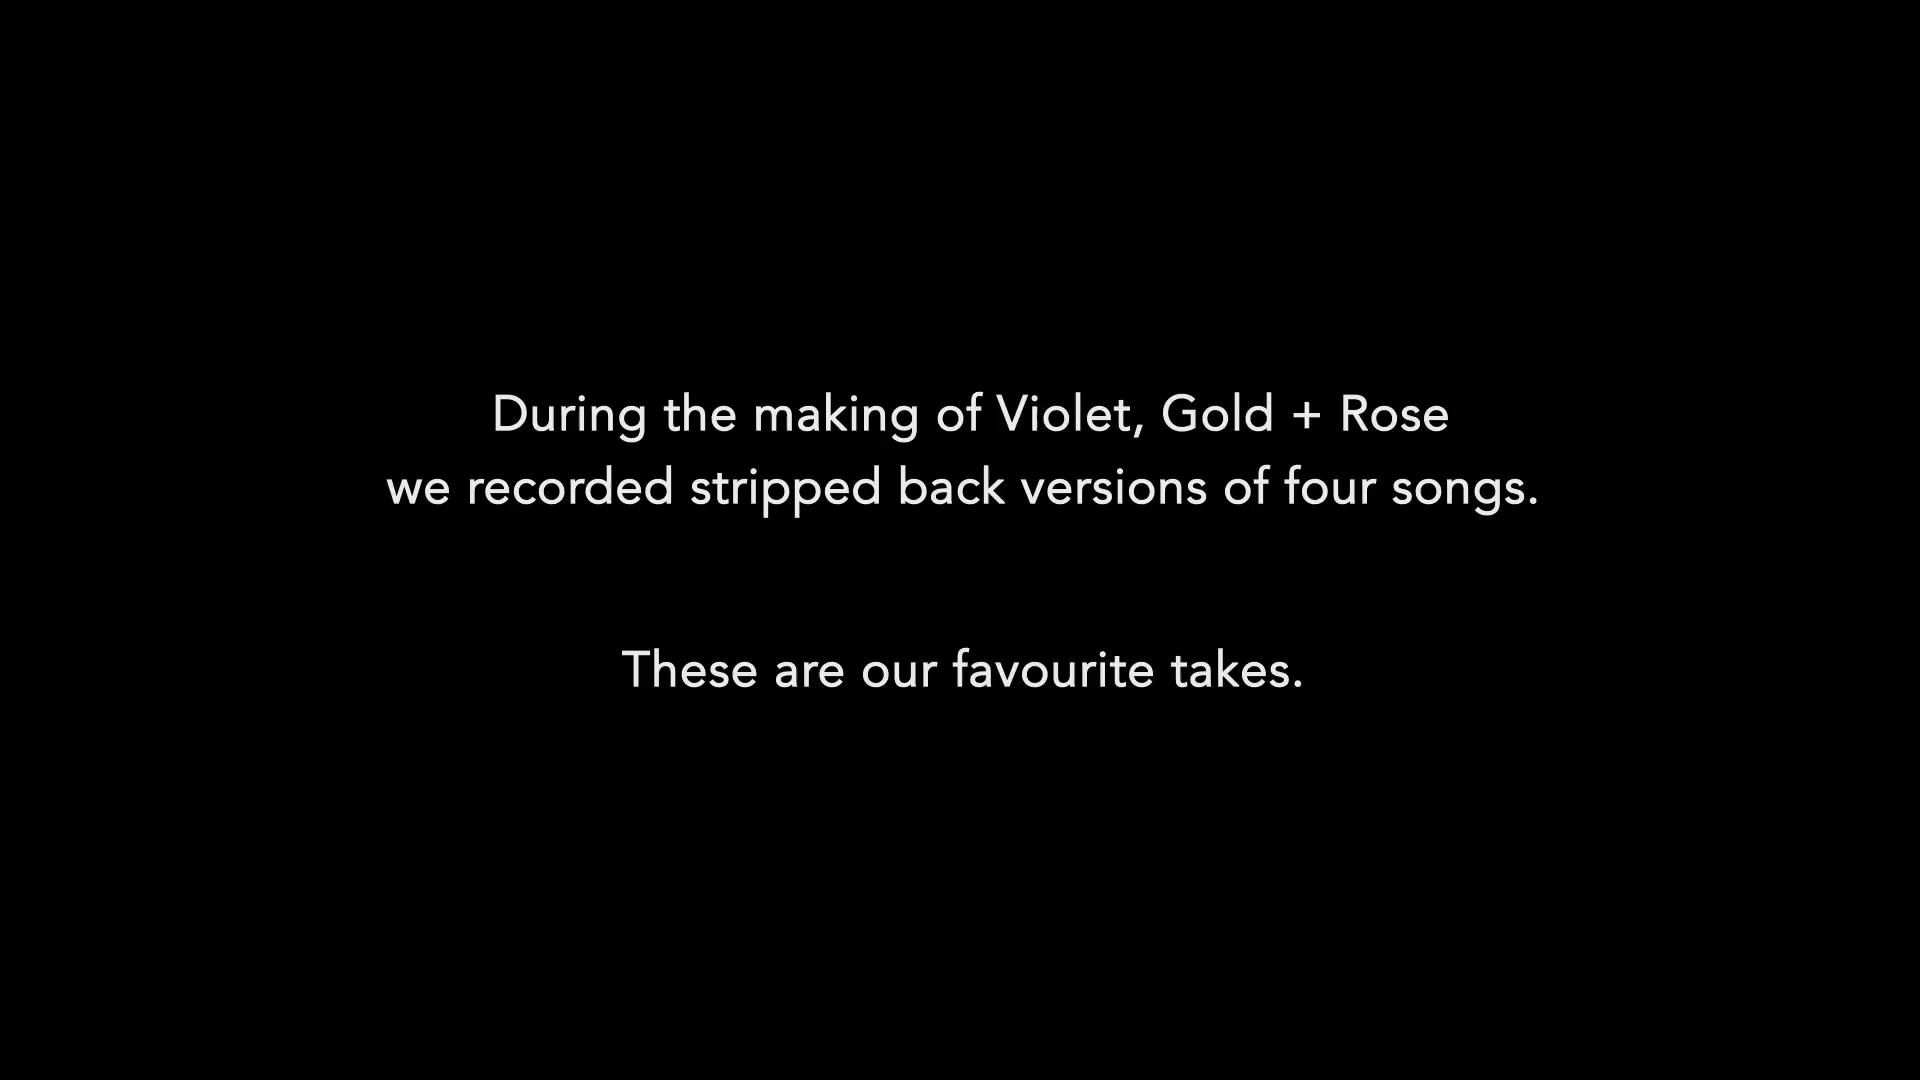 During the making of Violet, Gold + Rose
we recorded stripped back versions of four songs.
These are our favourite takes.